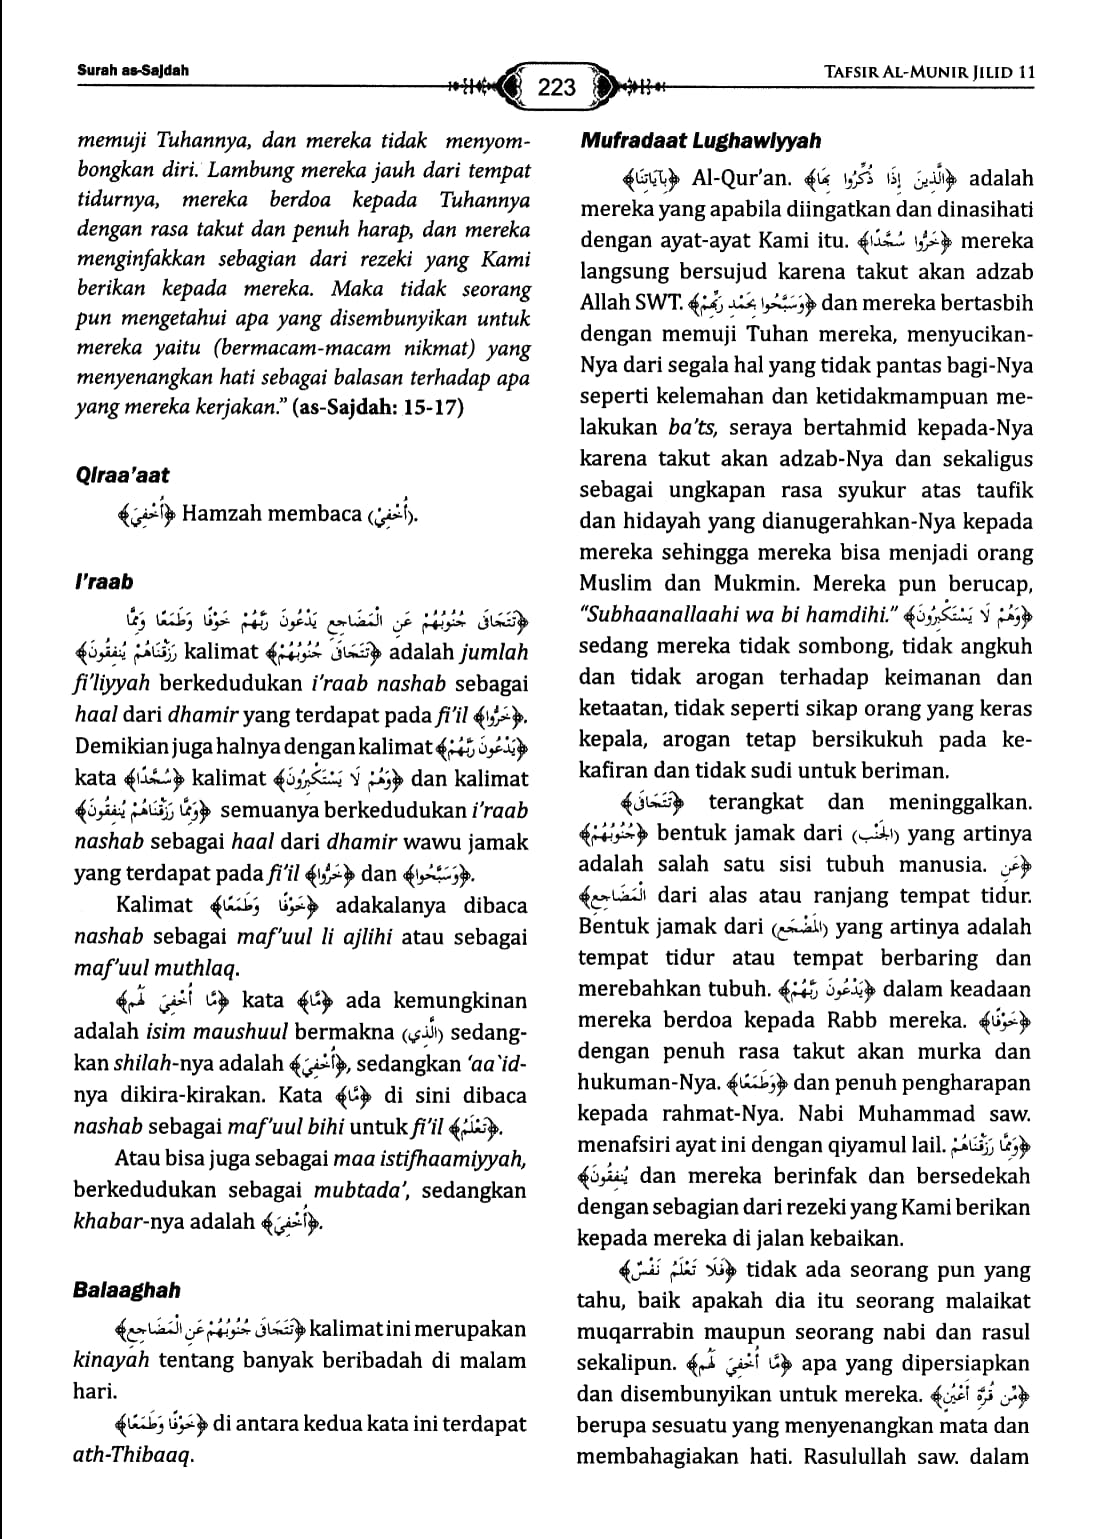 Surah as-Sajdah
223
TAFSIR AL-MUNIR JILID 11
memuji Tuhannya, dan mereka tidak menyom-
bongkan diri. Lambung mereka jauh dari tempat
tidurnya, mereka berdoa kepada Tuhannya
dengan rasa takut dan penuh harap, dan mereka
menginfakkan sebagian dari rezeki yang Kami
berikan kepada mereka. Maka tidak seorang
pun mengetahui apa yang disembunyikan untuk
mereka yaitu (bermacam-macam nikmat) yang
menyenangkan hati sebagai balasan terhadap apa
yang mereka kerjakan.” (as-Sajdah: 15-17)
QIraa’aat
﴿أُخْفِيَ﴾ Hamzah membaca (أُخْفِيْ).
I’raab
﴿تَتَجَافَى جُنُوبُهُمْ عَنِ الْمَضَاجِعِ يَدْعُونَ رَبَّهُمْ خَوْفًا وَطَمَعًا وَمِمَّا
رَزَقْنَاهُمْ يُنفِقُونَ﴾ kalimat ﴿تَتَجَافَى جُنُوبُهُمْ﴾ adalah jumlah
fi’liyyah berkedudukan i’raab nashab sebagai
haal dari dhamir yang terdapat pada fi’il ﴿خَرُّوا﴾.
Demikian juga halnya dengan kalimat ﴿يَدْعُونَ رَبَّهُمْ﴾
kata ﴿سُجَّدًا﴾ kalimat ﴿وَهُمْ لَا يَسْتَكْبِرُونَ﴾ dan kalimat
﴿وَمِمَّا رَزَقْنَاهُمْ يُنفِقُونَ﴾ semuanya berkedudukan i’raab
nashab sebagai haal dari dhamir wawu jamak
yang terdapat pada fi’il ﴿خَرُّوا﴾ dan ﴿وَسَبَّحُوا﴾.
Kalimat ﴿خَوْفًا وَطَمَعًا﴾ adakalanya dibaca
nashab sebagai maf’uul li ajlihi atau sebagai
maf’uul muthlaq.
﴿مَّا أُخْفِيَ لَهُم﴾ kata ﴿مَّا﴾ ada kemungkinan
adalah isim maushuul bermakna (الَّذِي) sedang-
kan shilah-nya adalah ﴿أُخْفِيَ﴾, sedangkan ‘aa`id-
nya dikira-kirakan. Kata ﴿مَّا﴾ di sini dibaca
nashab sebagai maf’uul bihi untuk fi’il ﴿تَعْلَمُ﴾.
Atau bisa juga sebagai maa istifhaamiyyah,
berkedudukan sebagai mubtada’, sedangkan
khabar-nya adalah ﴿أُخْفِيَ﴾.
Balaaghah
﴿تَتَجَافَى جُنُوبُهُمْ عَنِ الْمَضَاجِعِ﴾ kalimat ini merupakan
kinayah tentang banyak beribadah di malam
hari.
﴿خَوْفًا وَطَمَعًا﴾ di antara kedua kata ini terdapat
ath-Thibaaq.
Mufradaat Lughawiyyah
﴿بِآيَاتِنَا﴾ Al-Qur’an. ﴿الَّذِينَ إِذَا ذُكِّرُوا بِهَا﴾ adalah
mereka yang apabila diingatkan dan dinasihati
dengan ayat-ayat Kami itu. ﴿خَرُّوا سُجَّدًا﴾ mereka
langsung bersujud karena takut akan adzab
Allah SWT. ﴿وَسَبَّحُوا بِحَمْدِ رَبِّهِمْ﴾ dan mereka bertasbih
dengan memuji Tuhan mereka, menyucikan-
Nya dari segala hal yang tidak pantas bagi-Nya
seperti kelemahan dan ketidakmampuan me-
lakukan ba’ts, seraya bertahmid kepada-Nya
karena takut akan adzab-Nya dan sekaligus
sebagai ungkapan rasa syukur atas taufik
dan hidayah yang dianugerahkan-Nya kepada
mereka sehingga mereka bisa menjadi orang
Muslim dan Mukmin. Mereka pun berucap,
“Subhaanallaahi wa bi hamdihi.” ﴿وَهُمْ لَا يَسْتَكْبِرُونَ﴾
sedang mereka tidak sombong, tidak angkuh
dan tidak arogan terhadap keimanan dan
ketaatan, tidak seperti sikap orang yang keras
kepala, arogan tetap bersikukuh pada ke-
kafiran dan tidak sudi untuk beriman.
﴿تَتَجَافَى﴾ terangkat dan meninggalkan.
﴿جُنُوبُهُمْ﴾ bentuk jamak dari (الْجَنْب) yang artinya
adalah salah satu sisi tubuh manusia. ﴿عَنِ
الْمَضَاجِعِ﴾ dari alas atau ranjang tempat tidur.
Bentuk jamak dari (الْمَضْجَع) yang artinya adalah
tempat tidur atau tempat berbaring dan
merebahkan tubuh. ﴿يَدْعُونَ رَبَّهُمْ﴾ dalam keadaan
mereka berdoa kepada Rabb mereka. ﴿خَوْفًا﴾
dengan penuh rasa takut akan murka dan
hukuman-Nya. ﴿وَطَمَعًا﴾ dan penuh pengharapan
kepada rahmat-Nya. Nabi Muhammad saw.
menafsiri ayat ini dengan qiyamul lail. ﴿وَمِمَّا رَزَقْنَاهُمْ
يُنفِقُونَ﴾ dan mereka berinfak dan bersedekah
dengan sebagian dari rezeki yang Kami berikan
kepada mereka di jalan kebaikan.
﴿فَلَا تَعْلَمُ نَفْسٌ﴾ tidak ada seorang pun yang
tahu, baik apakah dia itu seorang malaikat
muqarrabin maupun seorang nabi dan rasul
sekalipun. ﴿مَّا أُخْفِيَ لَهُم﴾ apa yang dipersiapkan
dan disembunyikan untuk mereka. ﴿مِّن قُرَّةِ أَعْيُنٍ﴾
berupa sesuatu yang menyenangkan mata dan
membahagiakan hati. Rasulullah saw. dalam